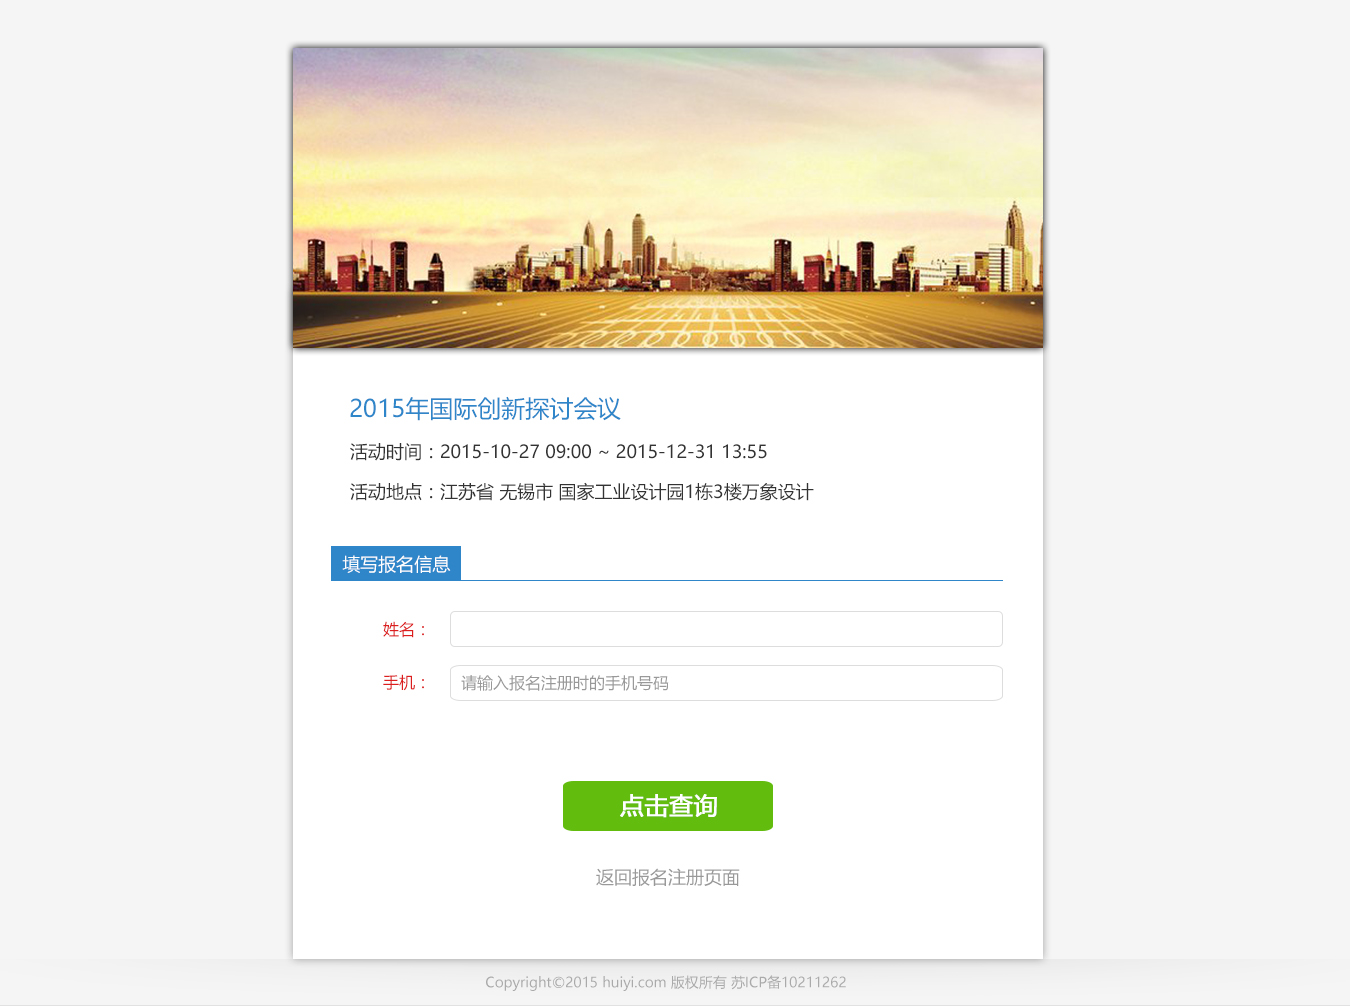 2015年国际创新探讨会议
活动时间：2015-10-27 09:00 ~ 2015-12-31 13:55
活动地点：江苏省 无锡市 国家工业设计园1栋3楼万象设计
填写报名信息
姓名：
手机： 请输入报名注册时的手机号码
点击查询
返回报名注册页面
Copyright©2015 huiyi.com 版权所有 苏ICP备10211262